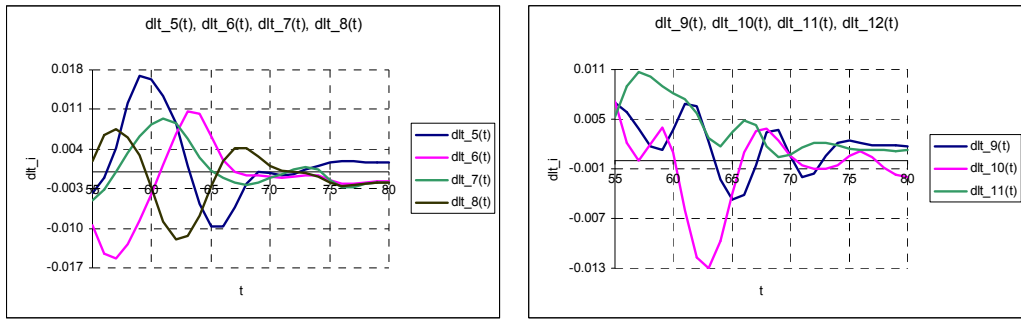 dlt_5(t), dlt_6(t), dlt_7(t), dlt_8(t)
0.018
0.011
0.004
-0.003
-0.010
-0.017
dlt_i
55 60 65 70 75 80
t
dlt_5(t)
dlt_6(t)
dlt_7(t)
dlt_8(t)
dlt_9(t), dlt_10(t), dlt_11(t), dlt_12(t)
0.011
0.005
-0.001
-0.007
-0.013
dlt_i
55 60 65 70 75 80
t
dlt_9(t)
dlt_10(t)
dlt_11(t)